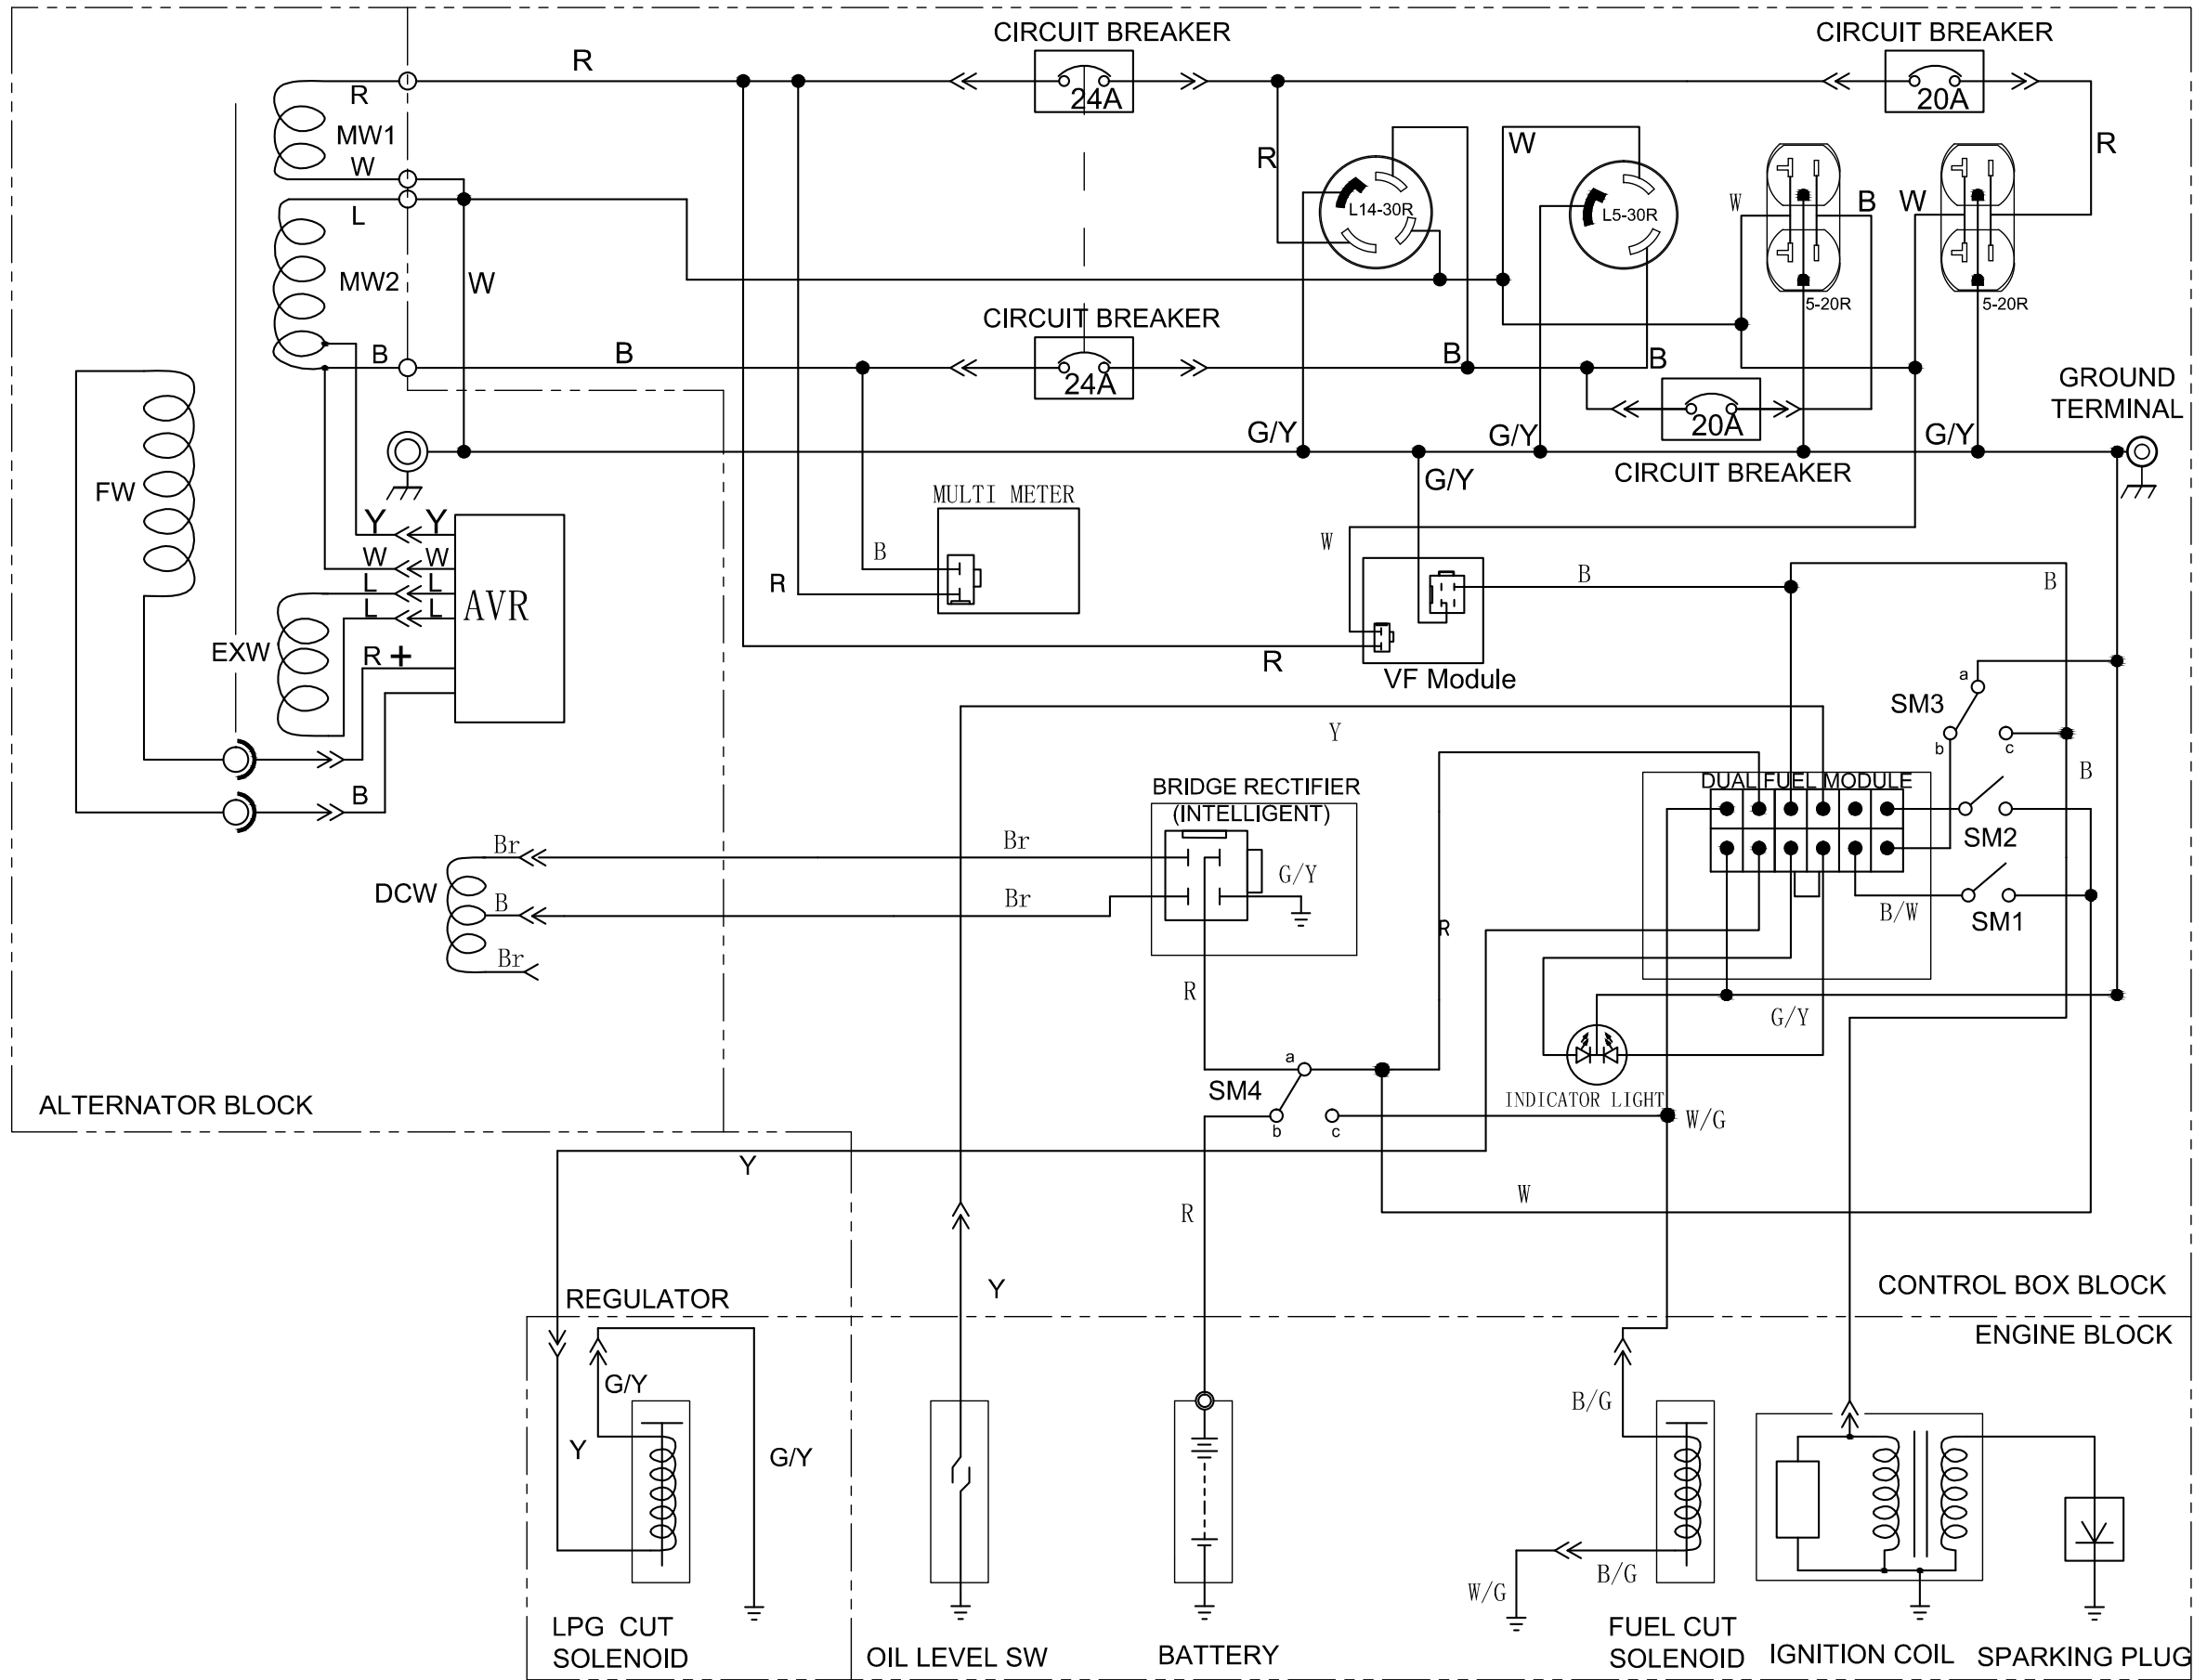 CIRCUIT BREAKER
CIRCUIT BREAKER
R
24A
20A
R
MW1
W
R
W
R
L14-30R
L5-30R
W
B
W
L
MW2
W
5-20R
5-20R
CIRCUIT BREAKER
B
B
24A
B
B
20A
GROUND
TERMINAL
G/Y
G/Y
G/Y
CIRCUIT BREAKER
FW
MULTI METER
G/Y
Y
Y
W
W
L
L
L
L
AVR
B
R
W
B
B
EXW
R +
R
VF Module
a
SM3
b
c
Y
B
B
BRIDGE RECTIFIER
(INTELLIGENT)
DUAL FUEL MODULE
SM2
Br
Br
G/Y
DCW
B
Br
B/W
SM1
R
Br
R
G/Y
a
SM4
b
c
INDICATOR LIGHT
W/G
ALTERNATOR BLOCK
Y
R
W
Y
REGULATOR
CONTROL BOX BLOCK
ENGINE BLOCK
G/Y
Y
G/Y
B/G
B/G
W/G
LPG CUT
SOLENOID
OIL LEVEL SW
BATTERY
FUEL CUT
SOLENOID
IGNITION COIL
SPARKING PLUG